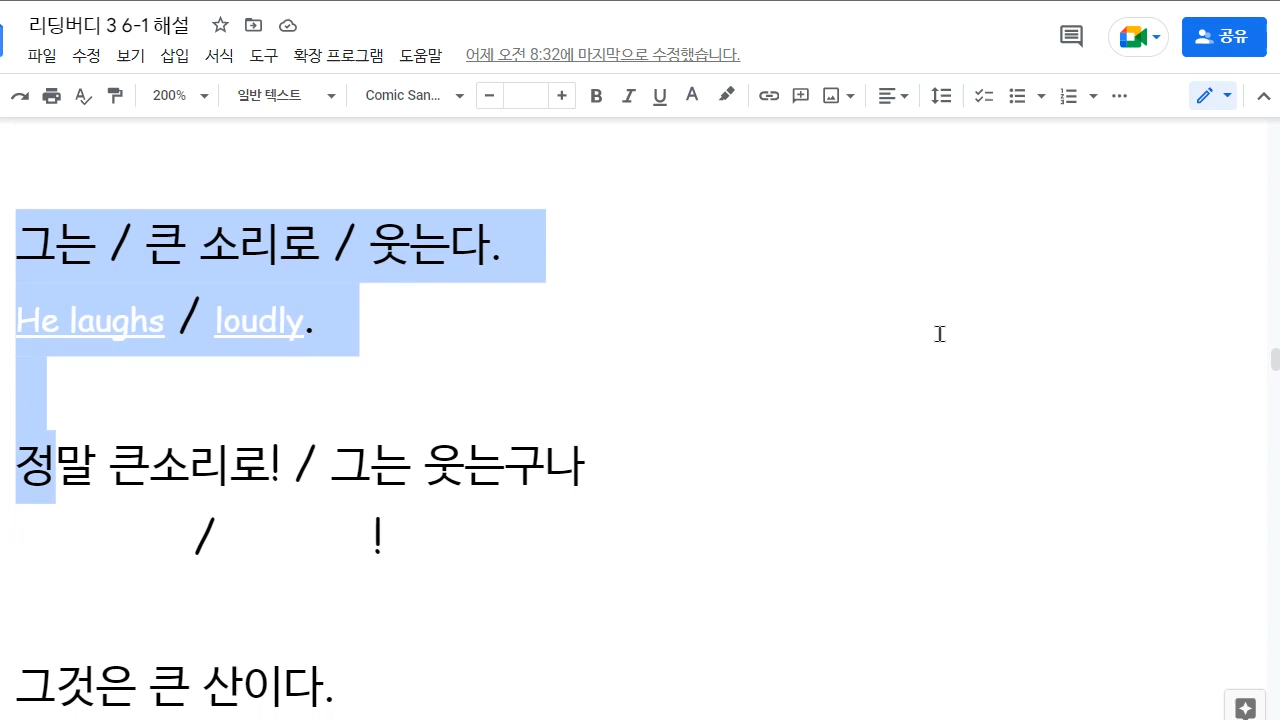 리딩버디 3 6-1 해설
파일 수정 보기 삽입 서식 도구 확장 프로그램 도움말 어제 오전 8:32에 마지막으로 수정했습니다.
공유
200% 일반 텍스트 Comic San...
그는 / 큰 소리로 / 웃는다.
He laughs / loudly.
정말 큰소리로! / 그는 웃는구나
/ !
그것은 큰 산이다.